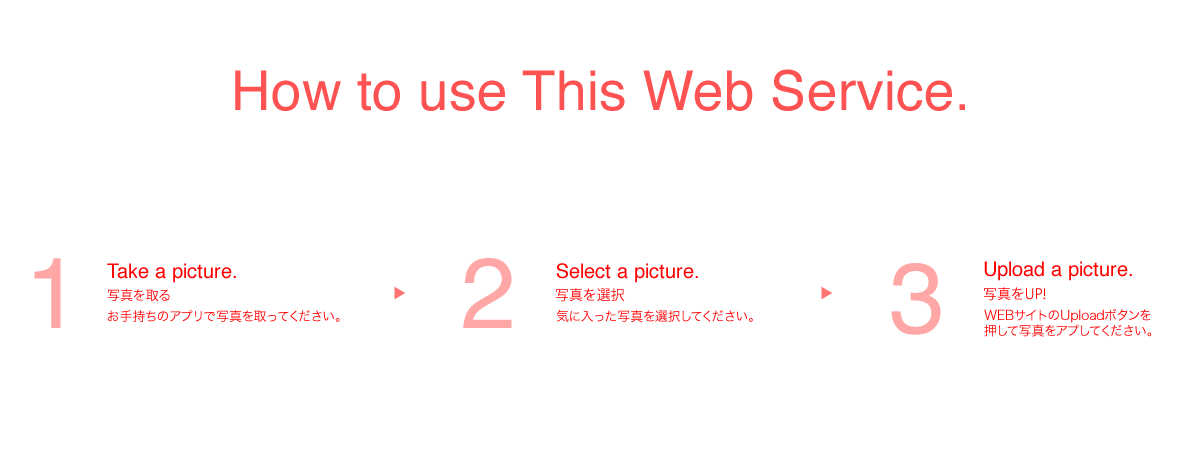 How to use This Web Service.
1
Take a picture.
写真を取る
お手持ちのアプリで写真を取ってください。
2
Select a picture.
写真を選択
気に入った写真を選択してください。
3
Upload a picture.
写真をUP!
WEBサイトのUploadボタンを
押して写真をアプしてください。